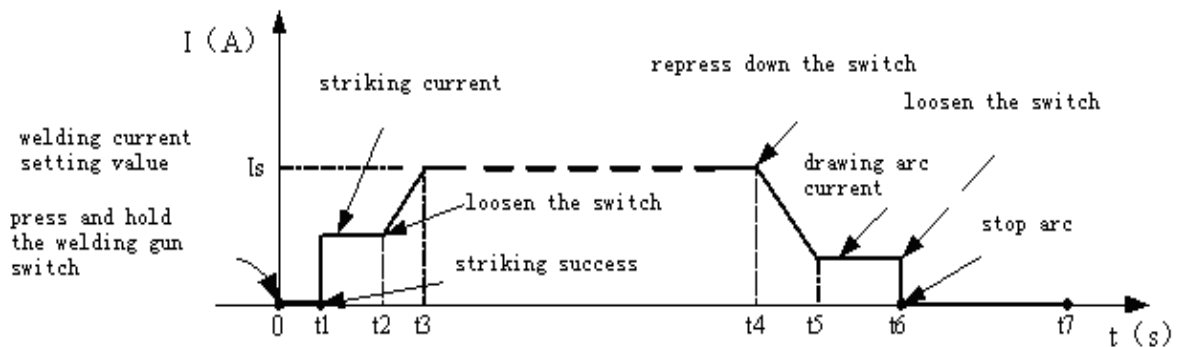 I (A)
repress down the switch
striking current
loosen the switch
welding current
setting value
Is
drawing arc
current
press and hold
the welding gun
switch
loosen the switch
stop arc
striking success
0
t1
t2
t3
t4
t5
t6
t7
t (s)